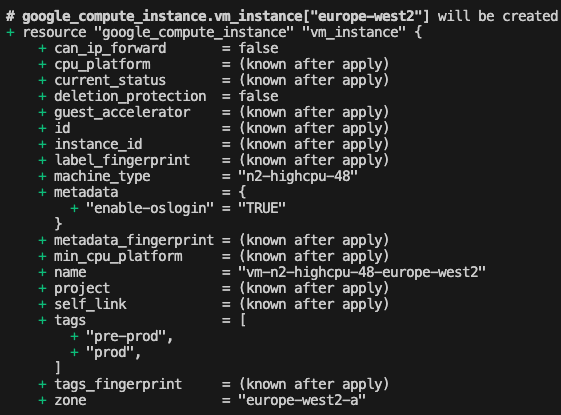 # google_compute_instance.vm_instance["europe-west2"] will be created
+ resource "google_compute_instance" "vm_instance" {
    + can_ip_forward       = false
    + cpu_platform         = (known after apply)
    + current_status       = (known after apply)
    + deletion_protection  = false
    + guest_accelerator    = (known after apply)
    + id                   = (known after apply)
    + instance_id          = (known after apply)
    + label_fingerprint    = (known after apply)
    + machine_type         = "n2-highcpu-48"
    + metadata             = {
        + "enable-oslogin" = "TRUE"
      }
    + metadata_fingerprint = (known after apply)
    + min_cpu_platform     = (known after apply)
    + name                 = "vm-n2-highcpu-48-europe-west2"
    + project              = (known after apply)
    + self_link            = (known after apply)
    + tags                 = [
        + "pre-prod",
        + "prod",
      ]
    + tags_fingerprint     = (known after apply)
    + zone                 = "europe-west2-a"